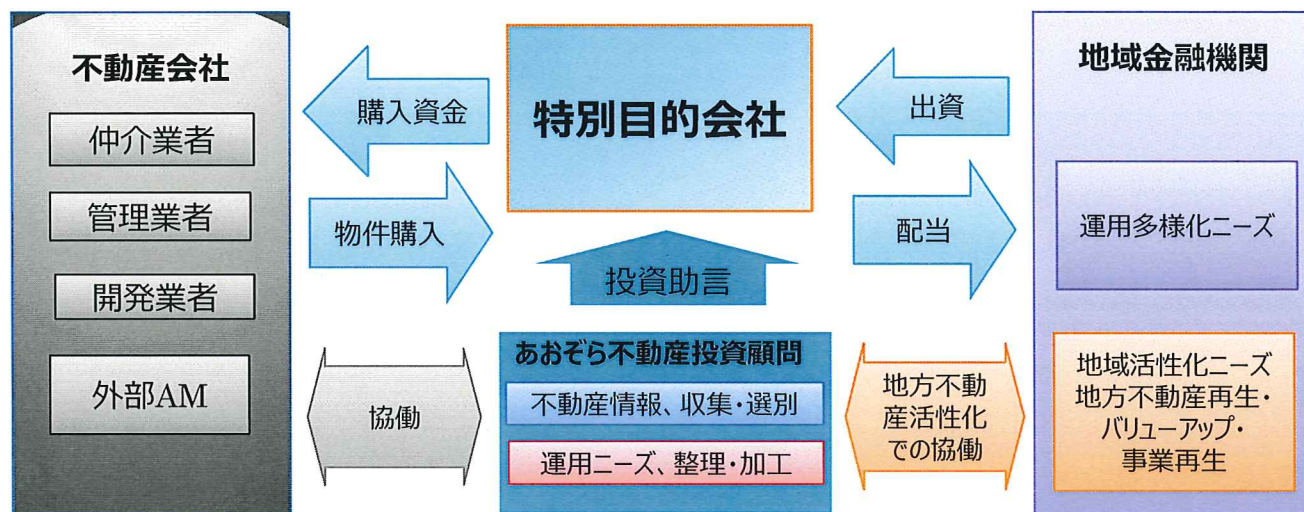 不動産会社
仲介業者
管理業者
開発業者
外部AM
購入資金
物件購入
協働
特別目的会社
投資助言
あおぞら不動産投資顧問
不動産情報、収集・選別
運用ニーズ、整理・加工
出資
配当
地方不動
産活性化
での協働
地域金融機関
運用多様化ニーズ
地域活性化ニーズ
地方不動産再生・
バリューアップ・
事業再生